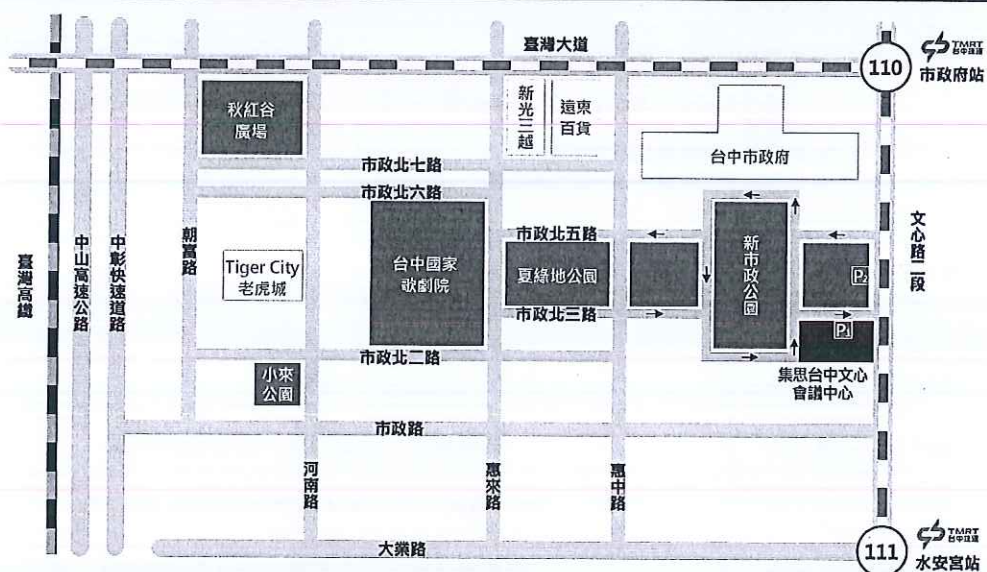 臺灣大道
110
TMRT
台中捷運
市政府站
秋紅谷
廣場
新光三越
遠東
百貨
台中市政府
市政北七路
市政北六路
臺灣高鐵
中山高速公路
中彰快速道路
朝富路
Tiger City
老虎城
台中國家
歌劇院
市政北五路
夏綠地公園
市政北三路
新市政公園
P2
P1
文心路二段
市政北二路
小來
公園
集思台中文心
會議中心
市政路
河南路
惠來路
惠中路
大業路
111
TMRT
台中捷運
水安宮站